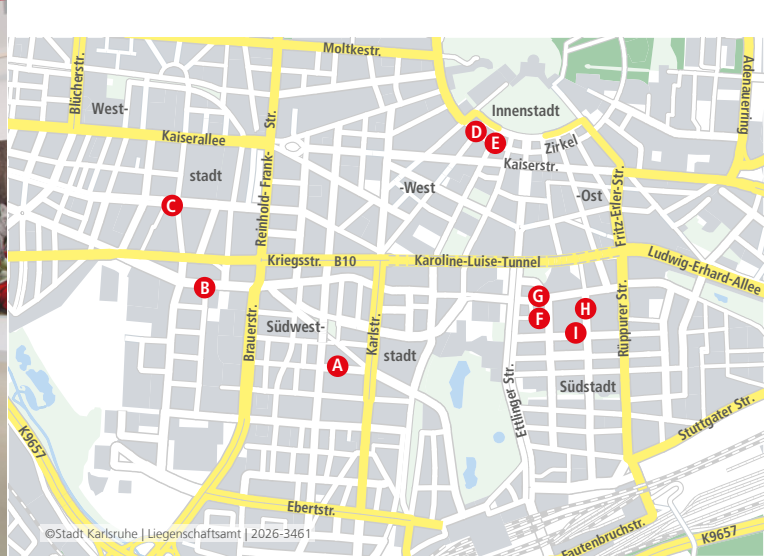 Moltkestr.
Blücherstr.
West-
Kaiserallee
stadt
Reinhold- Frank- Str.
Innenstadt
D
E
Zirkel
Kaiserstr.
-West
-Ost
Adenauerring
Fritz-Erler-Str.
C
Kriegsstr. B10
Karoline-Luise-Tunnel
Ludwig-Erhard-Allee
B
G
F
H
I
Rüppurer Str.
Brauerstr.
Südwest-
stadt
Karlstr.
A
Ettlinger Str.
Südstadt
Stuttgater Str.
K9657
Ebertstr.
Fautenbruchstr.
K9657
©Stadt Karlsruhe | Liegenschaftsamt | 2026-3461